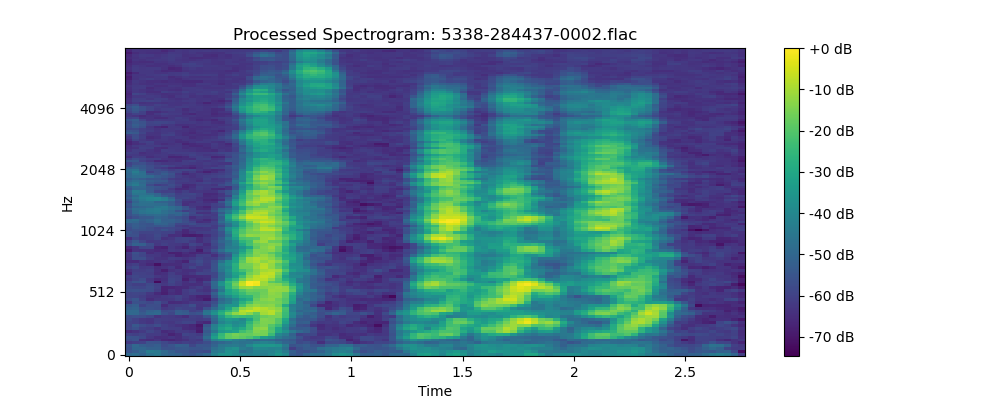 Processed Spectrogram: 5338-284437-0002.flac
Hz
4096
2048
1024
512
0
0
0.5
1
1.5
2
2.5
Time
+0 dB
-10 dB
-20 dB
-30 dB
-40 dB
-50 dB
-60 dB
-70 dB